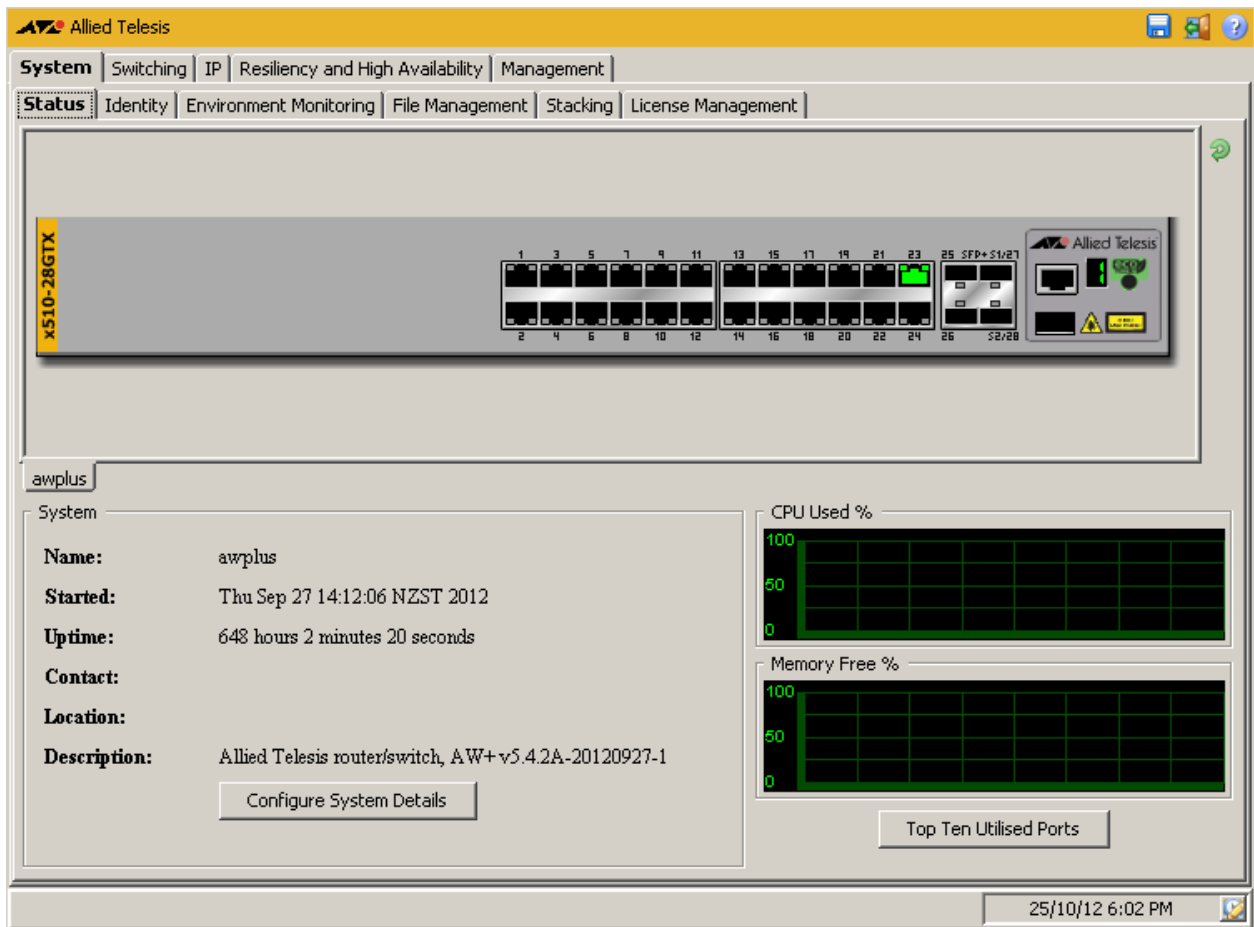 Allied Telesis
System Switching IP Resiliency and High Availability Management
Status Identity Environment Monitoring File Management Stacking License Management
x510-28GTX
1 3 5 7 9 11 13 15 17 19 21 23 25 SFP+ S1/27
Allied Telesis
2 4 6 8 10 12 14 16 18 20 22 24 26 S2/28
awplus
System
Name: awplus
Started: Thu Sep 27 14:12:06 NZST 2012
Uptime: 648 hours 2 minutes 20 seconds
Contact:
Location:
Description: Allied Telesis router/switch, AW+ v5.4.2A-20120927-1
Configure System Details
CPU Used %
100
50
0
Memory Free %
100
50
0
Top Ten Utilised Ports
25/10/12 6:02 PM